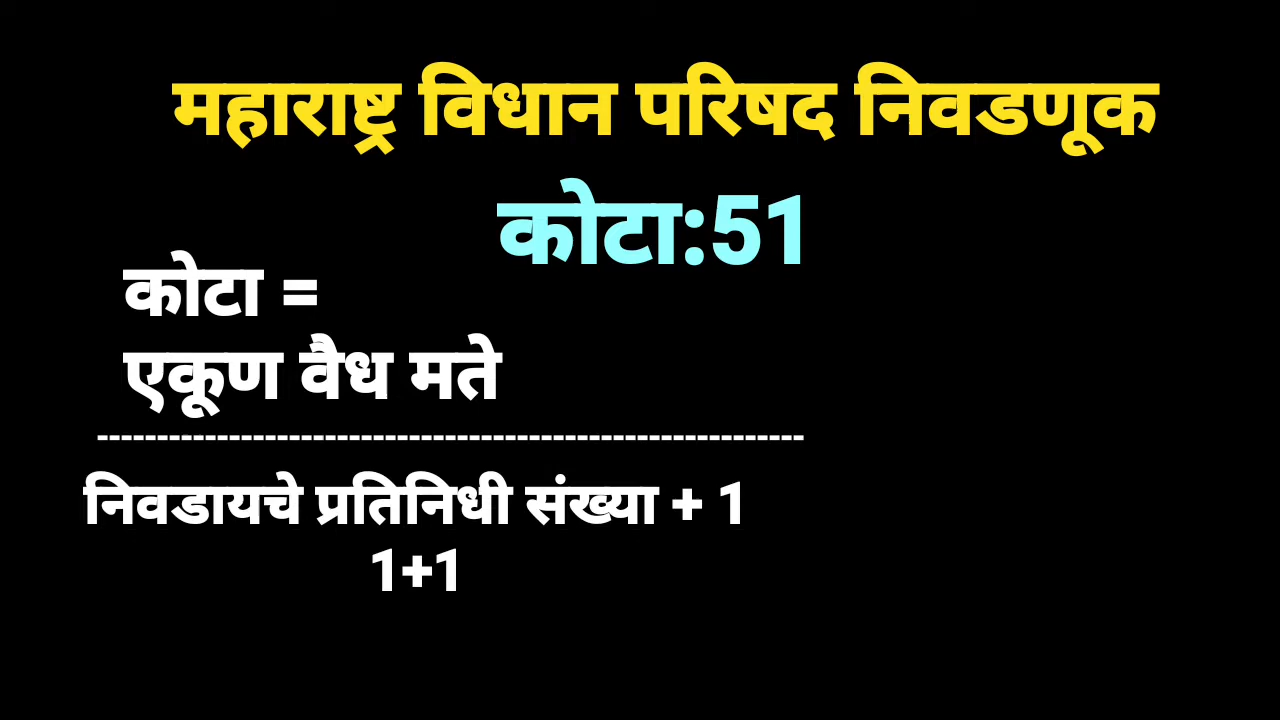 महाराष्ट्र विधान परिषद निवडणूक
कोटा:51
कोटा =
एकूण वैध मते
-----------------------------------------------------------
निवडायचे प्रतिनिधी संख्या + 1
1+1